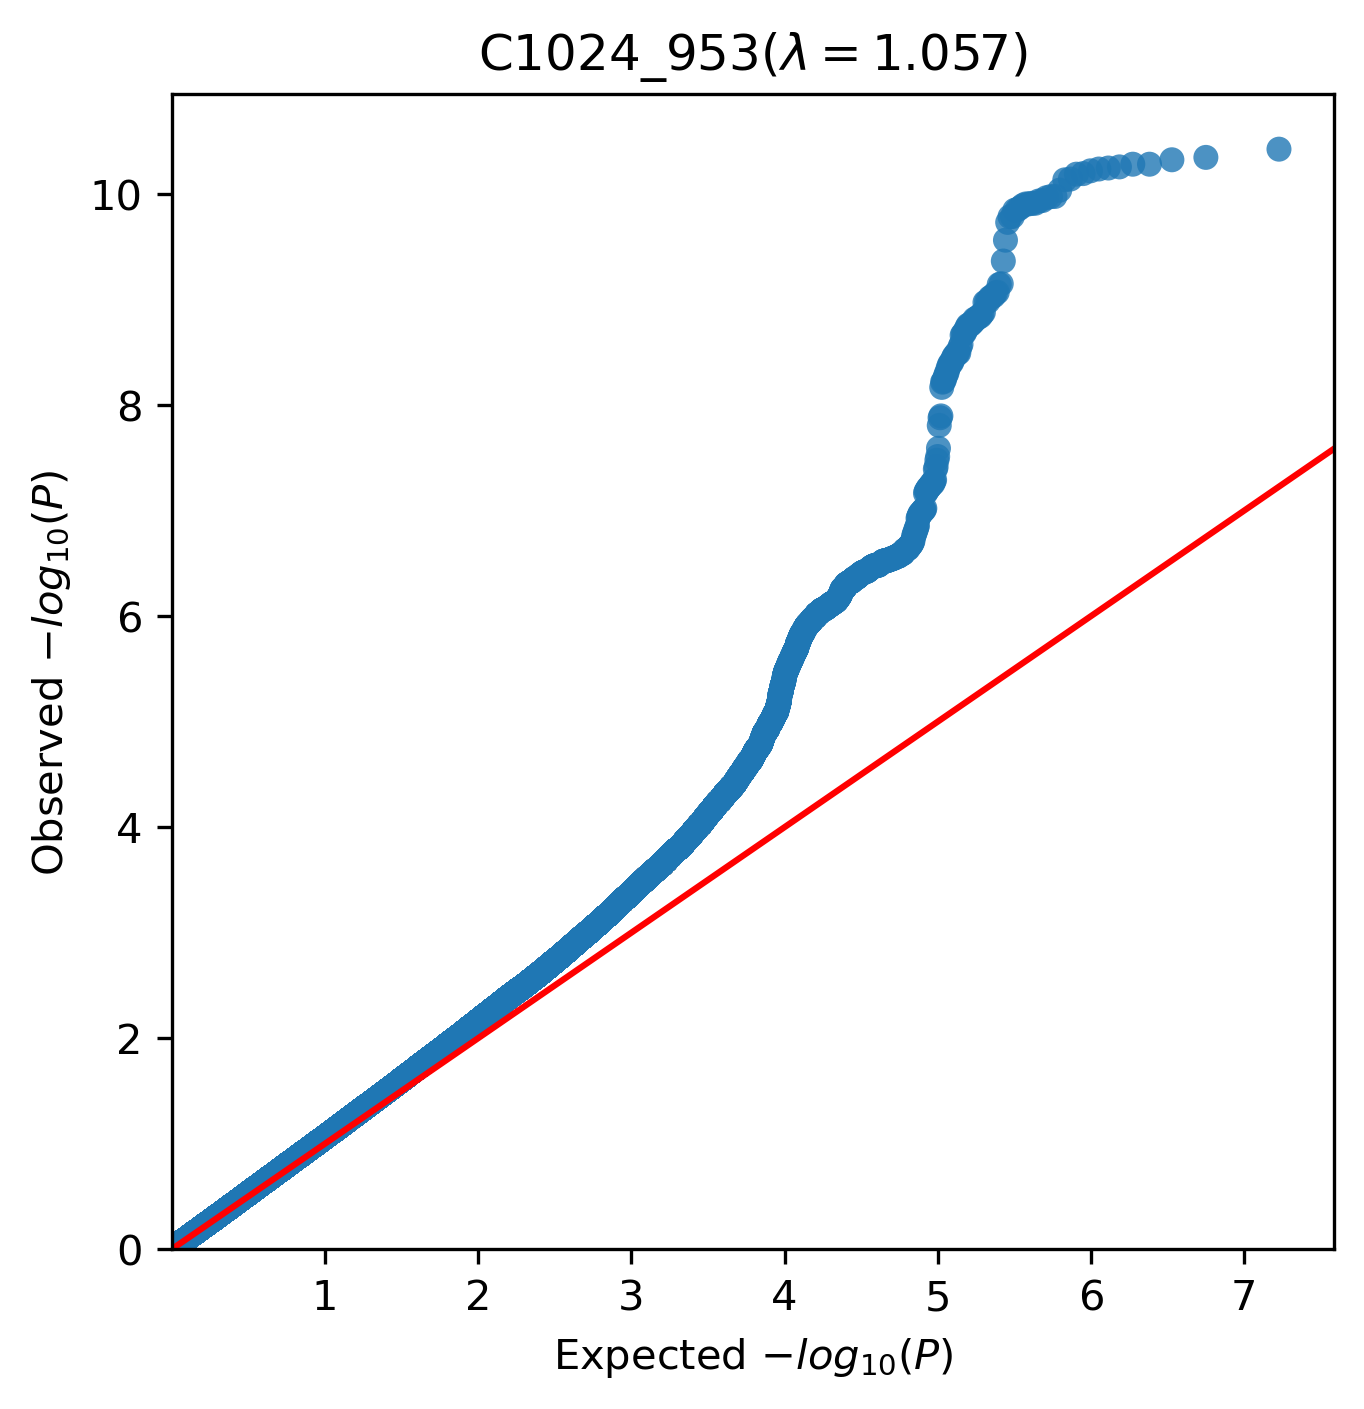 C1024_953(λ = 1.057)
Observed −log₁₀(P)
10
8
6
4
2
0
1 2 3 4 5 6 7
Expected −log₁₀(P)